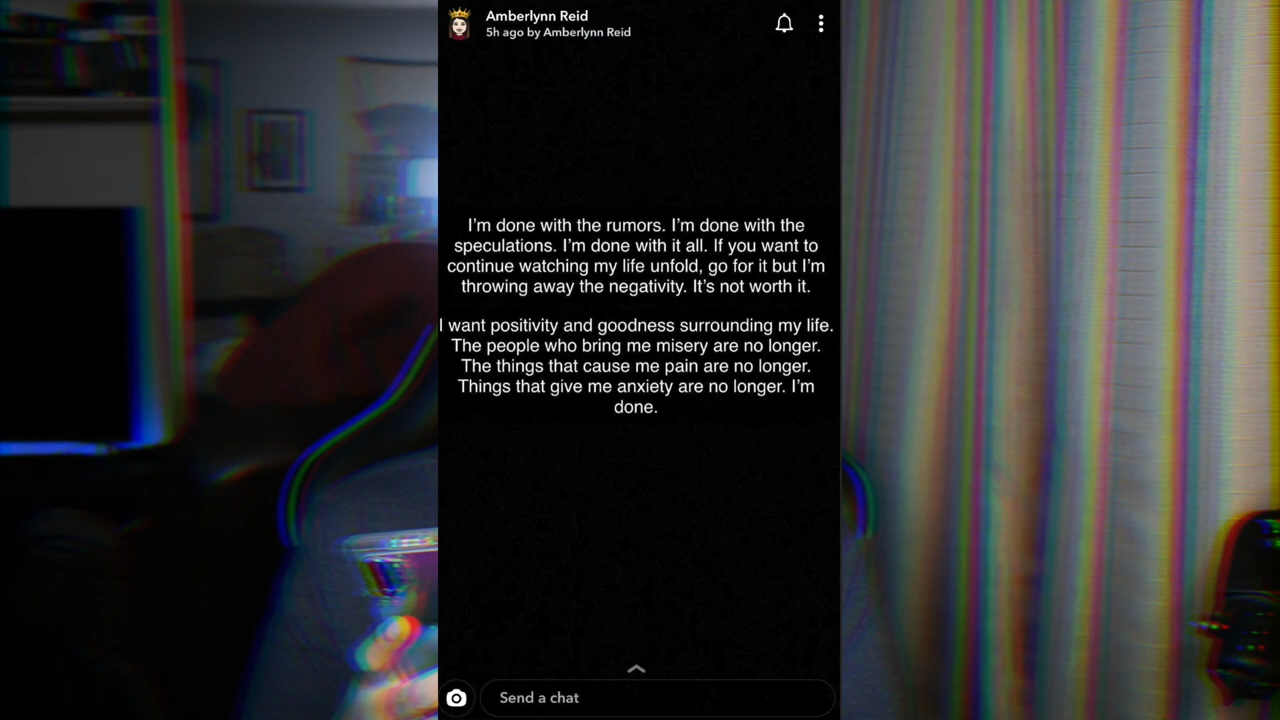 Amberlynn Reid
5h ago by Amberlynn Reid
I'm done with the rumors. I'm done with the
speculations. I'm done with it all. If you want to
continue watching my life unfold, go for it but I'm
throwing away the negativity. It's not worth it.
I want positivity and goodness surrounding my life.
The people who bring me misery are no longer.
The things that cause me pain are no longer.
Things that give me anxiety are no longer. I'm
done.
Send a chat